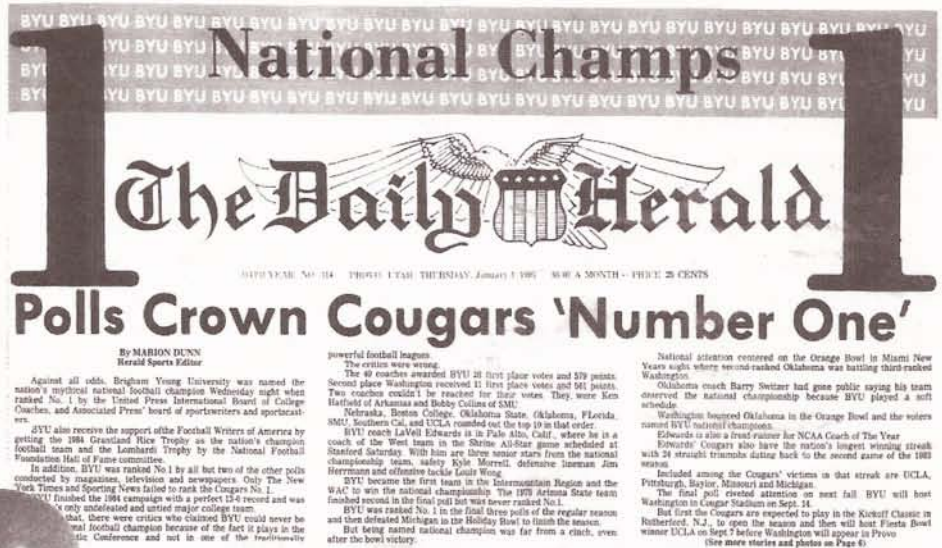 BYU BYU BYU BYU BYU BYU BYU BYU BYU BYU BYU BYU BYU BYU BYU BYU BYU BYU
National Champs
1
1
The Daily Herald
PROVO, UTAH, THURSDAY, January A MONTH - PRICE 25 CENTS
Polls Crown Cougars 'Number One'
By MARION DUNN
Herald Sports Editor
Against all odds, Brigham Young University was named the
nation's mythical national football champion Wednesday night when
ranked No. 1 by the United Press International Board of College
Coaches, and Associated Press' board of sportswriters and sportscast-
ers.
BYU also receive the support ofthe Football Writers of America by
getting the 1984 Grantland Rice Trophy as the nation's champion
football team and the Lombardi Trophy by the National Football
Foundation Hall of Fame committee.
In addition, BYU was ranked No 1 by all but two of the other polls
conducted by magazines, television and newspapers. Only The New
York Times and Sporting News failed to rank the Cougars No. 1.
BYU finished the 1984 campaign with a perfect 13-0 record and was
only undefeated and untied major college team.
that, there were critics who claimed BYU could never be
football champion because of the sect it plays in the
Conference and not in one of the traditionally
powerful football leagues
The critics were wrong.
The 40 coaches awarded BYU 28 first place votes and 579 points.
Second place Washington received 11 first place votes and 541 points.
Two coaches couldn't be reached for their votes. They were Ken
Hatfield of Arkansas and Bobby Collins of SMU
Nebraska, Boston College, Oklahoma State, Oklahoma, Florida,
SMU, Southern Cal, and UCLA rounded out the top 10 in that order.
BYU coach LaVell Edwards is in Palo Alto, Calif., where he is a
coach of the West team in the Shrine All-Star game scheduled at
Stanford Saturday. With him are three senior stars from the national
championship team, safety Kyle Morrell, defensive lineman Jim
Herrmann and offensive tackle Louis Wong.
BYU became the first team in the Intermountain Region and the
WAC to win the national championship The 1975 Arizona State team
finished second in the final poll but was never ranked No.1.
BYU was ranked No. 1 in the final three polls of the regular season
and then defeated Michigan in the Holiday Bowl to finish the season.
But being named national champion was far from a cinch, even
after the bowl victory.
National attention centered on the Orange Bowl in Miami New
Years night where second-ranked Oklahoma was battling third-ranked
Washington.
Oklahoma coach Barry Switzer had gone public saying his team
deserved the national championship because BYU played a soft
schedule.
Washington bounced Oklahoma in the Orange Bowl and the voters
named BYU national champions.
Edwards is also a front-runner for NCAA Coach of The Year
Edwards' Cougars also have the nation's longest winning streak
with 24 straight triumphs dating back to the second game of the 1983
season.
Included among the Cougars' victims in that streak are UCLA,
Pittsburgh, Baylor, Missouri and Michigan.
The final poll riveted attention on next fall BYU will host
Washington in Cougar Stadium on Sept. 14.
But first the Cougars are expected to play in the Kickoff Classic in
Rutherford, N.J., to open the season and then will host Fiesta Bowl
winner UCLA on Sept 7 before Washington will appear in Provo
(See more stories and photos on Page 6)